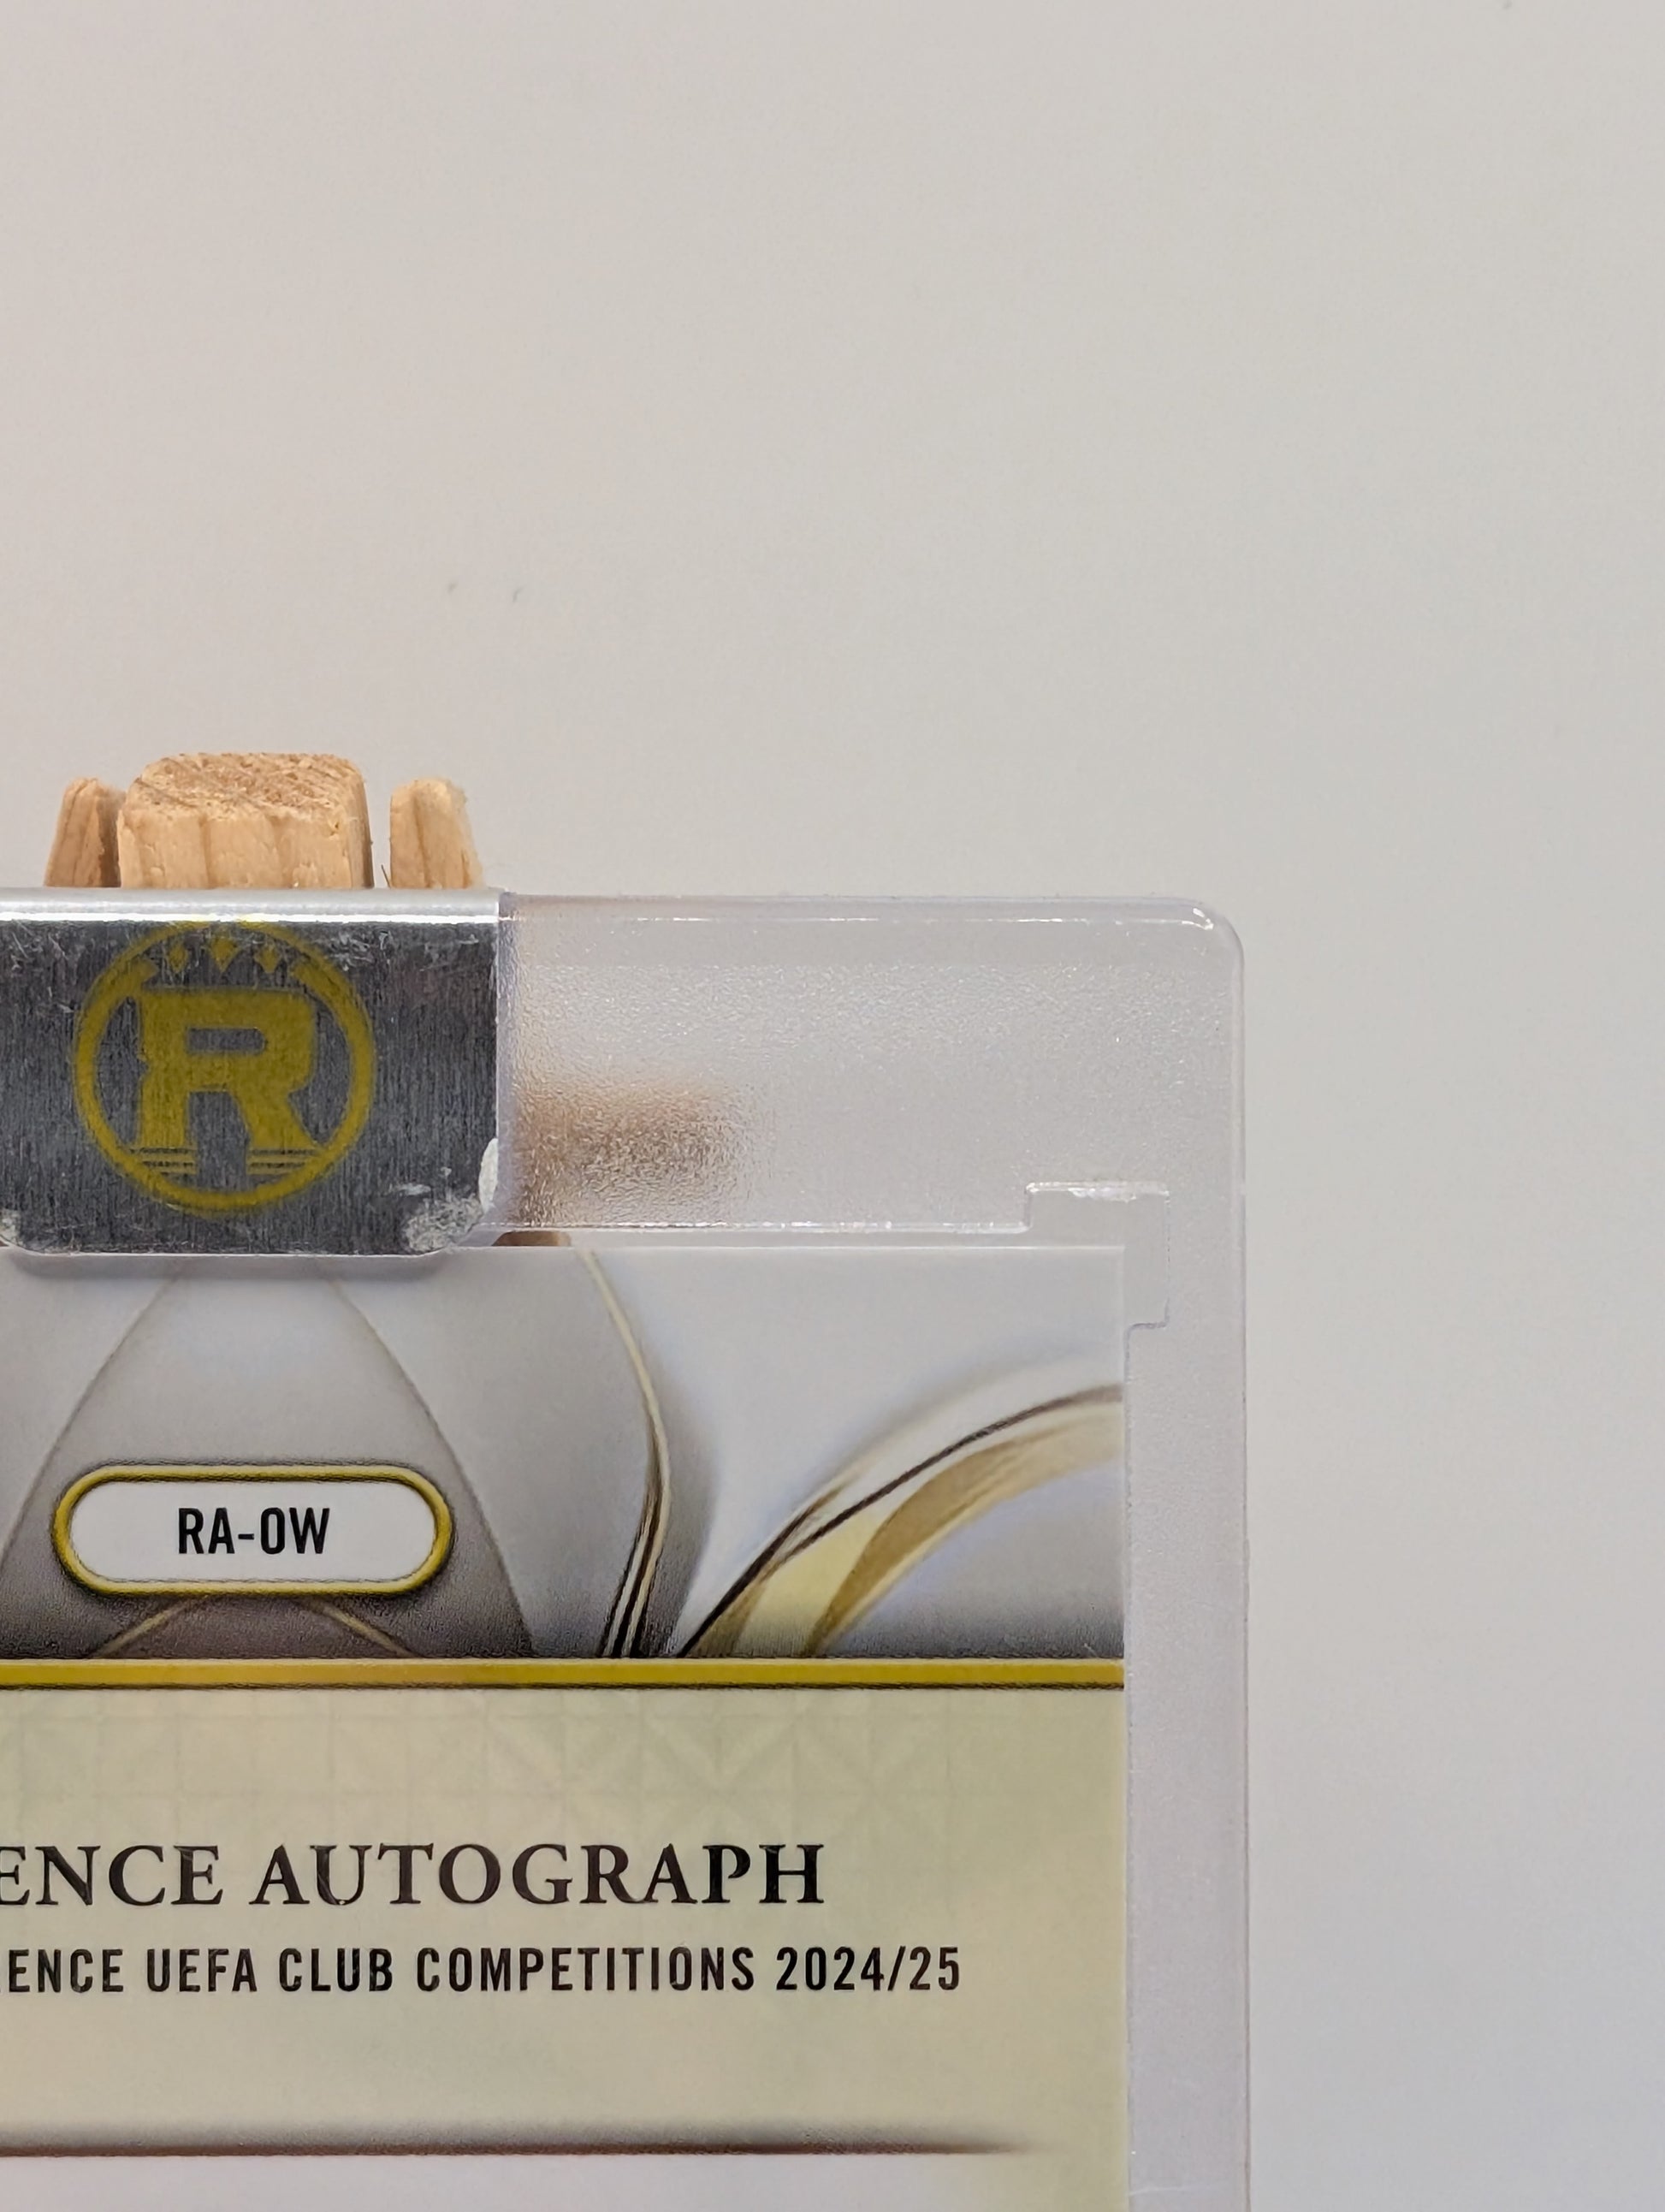 R
RA-OW
ENCE AUTOGRAPH
ENCE UEFA CLUB COMPETITIONS 2024/25